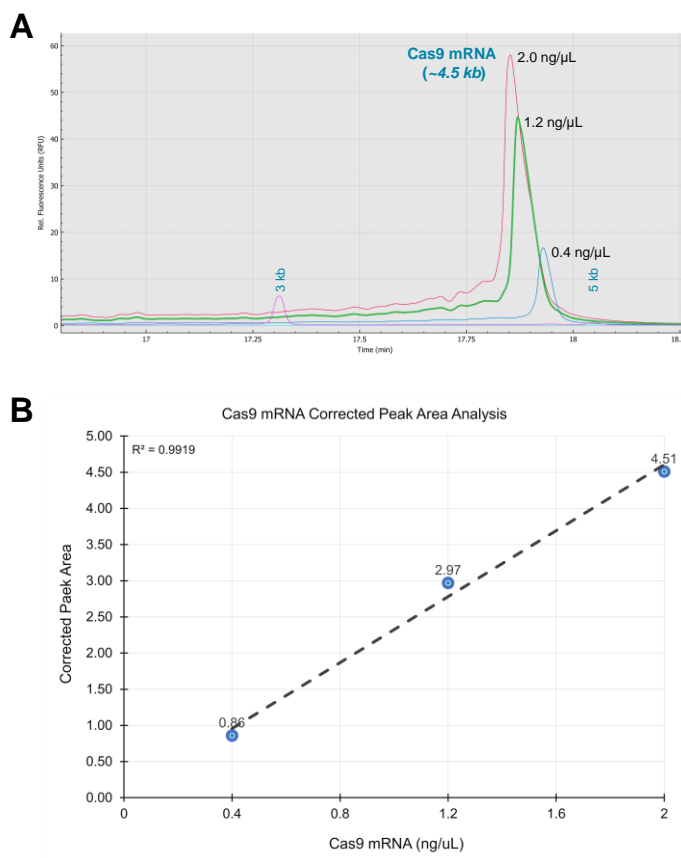 A
Cas9 mRNA
(~4.5 kb)
2.0 ng/µL
1.2 ng/µL
0.4 ng/µL
3 kb
5 kb
Rel. Fluorescence Units (RFU)
60
50
40
30
20
10
0
17
17.25
17.5
17.75
18
18.
Time (min)
B
Cas9 mRNA Corrected Peak Area Analysis
R² = 0.9919
5.00
4.50
4.00
3.50
3.00
2.50
2.00
1.50
1.00
0.50
0.00
0.86
2.97
4.51
Corrected Paek Area
0
0.4
0.8
1.2
1.6
2
Cas9 mRNA (ng/uL)